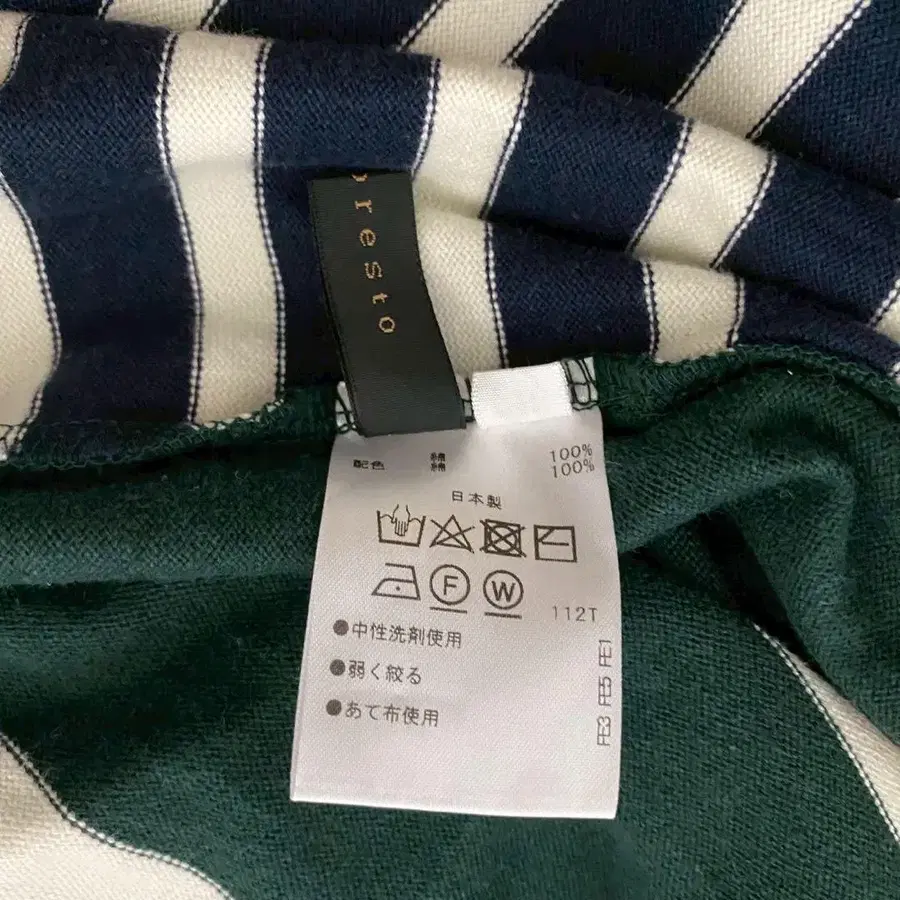 presto
綿 100%
配色 綿 100%
日本製
F W 112T
●中性洗剤使用
●弱く絞る
●あて布使用
FE3 FE5 FE1